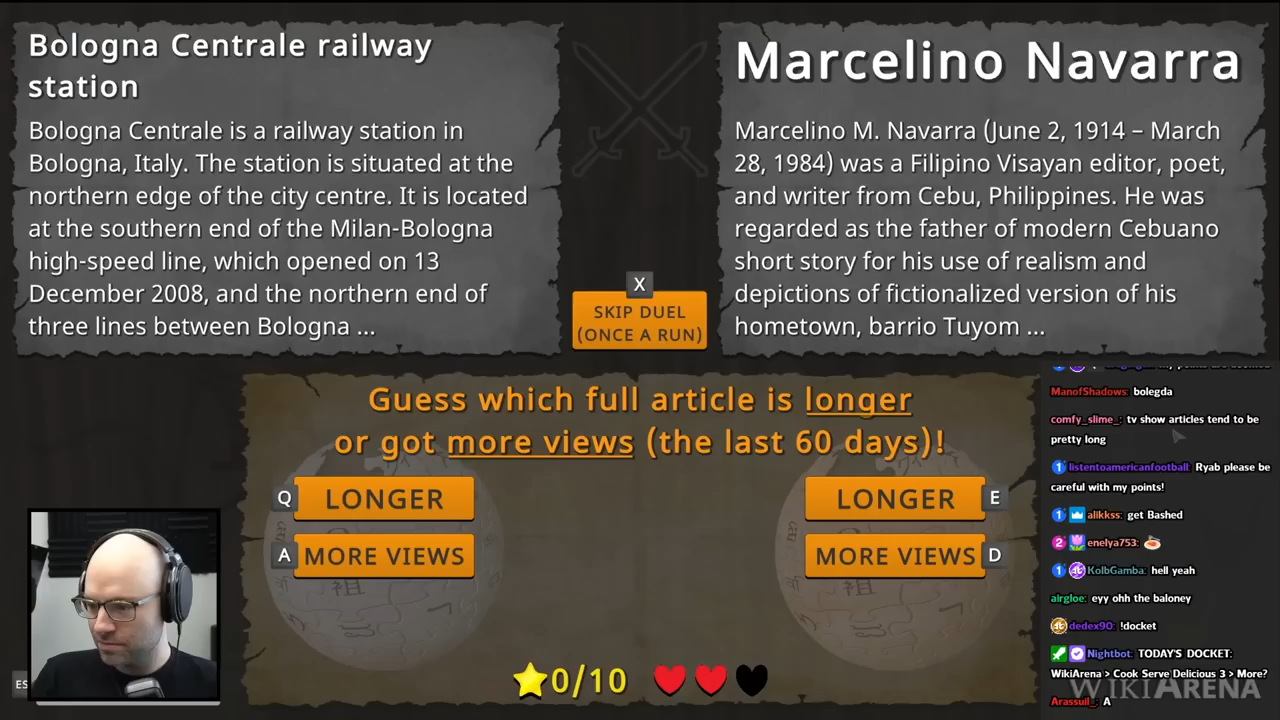 Bologna Centrale railway
station
Bologna Centrale is a railway station in
Bologna, Italy. The station is situated at the
northern edge of the city centre. It is located
at the southern end of the Milan-Bologna
high-speed line, which opened on 13
December 2008, and the northern end of
three lines between Bologna ...
X
SKIP DUEL
(ONCE A RUN)
Marcelino Navarra
Marcelino M. Navarra (June 2, 1914 – March
28, 1984) was a Filipino Visayan editor, poet,
and writer from Cebu, Philippines. He was
regarded as the father of modern Cebuano
short story for his use of realism and
depictions of fictionalized version of his
hometown, barrio Tuyom ...
Guess which full article is longer
or got more views (the last 60 days)!
Q LONGER
A MORE VIEWS
LONGER E
MORE VIEWS D
0/10
ES
ManofShadows: bolegda
comfy_slime_: tv show articles tend to be
pretty long
1 listentoamericanfootball: Ryab please be
careful with my points!
1 alikkss: get Bashed
2 enelya753:
1 KolbGamba: hell yeah
airgloe: eyy ohh the baloney
dedex90: !docket
Nightbot: TODAY'S DOCKET:
WikiArena > Cook Serve Delicious 3 > More?
Arassuil_: A
WIKIARENA